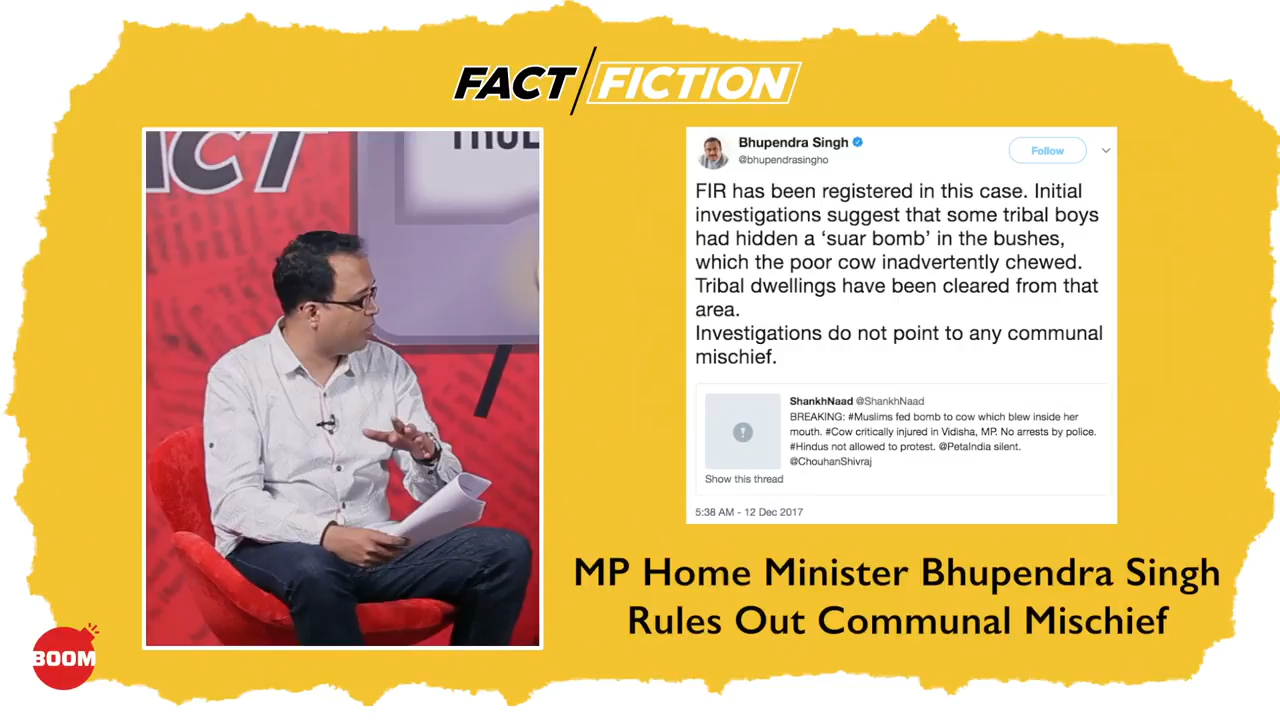 FACT/FICTION
ACT
Bhupendra Singh
@bhupendrasingho
Follow
FIR has been registered in this case. Initial
investigations suggest that some tribal boys
had hidden a ‘suar bomb’ in the bushes,
which the poor cow inadvertently chewed.
Tribal dwellings have been cleared from that
area.
Investigations do not point to any communal
mischief.
ShankhNaad @ShankhNaad
BREAKING: #Muslims fed bomb to cow which blew inside her
mouth. #Cow critically injured in Vidisha, MP. No arrests by police.
#Hindus not allowed to protest. @PetaIndia silent.
@ChouhanShivraj
Show this thread
5:38 AM - 12 Dec 2017
MP Home Minister Bhupendra Singh
Rules Out Communal Mischief
BOOM